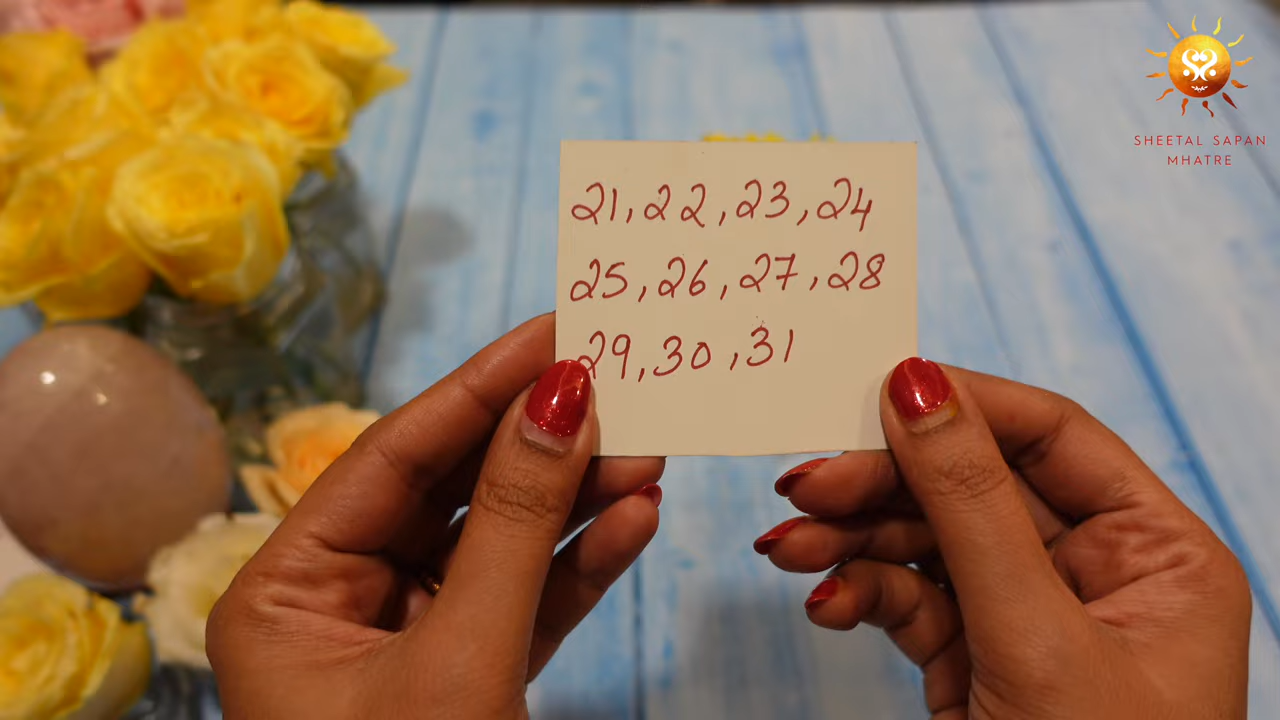 SHEETAL SAPAN
MHATRE
21, 22, 23, 24
25, 26, 27, 28
29, 30, 31